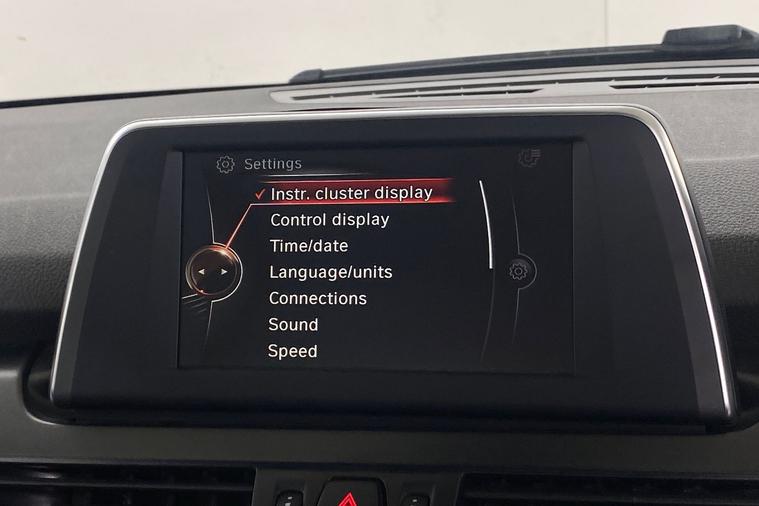 Settings
Instr. cluster display
Control display
Time/date
Language/units
Connections
Sound
Speed